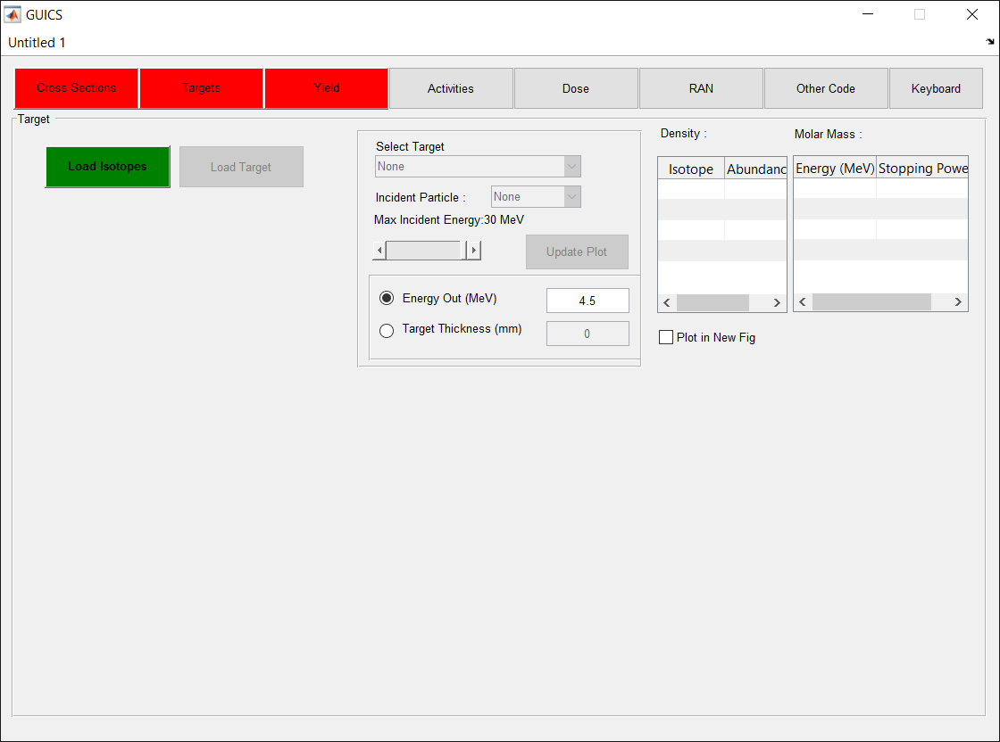 GUICS
Untitled 1
Cross Sections Targets Yield Activities Dose RAN Other Code Keyboard
Target
Load Isotopes Load Target
Select Target
None
Incident Particle : None
Max Incident Energy:30 MeV
Update Plot
Energy Out (MeV) 4.5
Target Thickness (mm) 0
Density :
Isotope Abundanc
Molar Mass :
Energy (MeV) Stopping Powe
Plot in New Fig